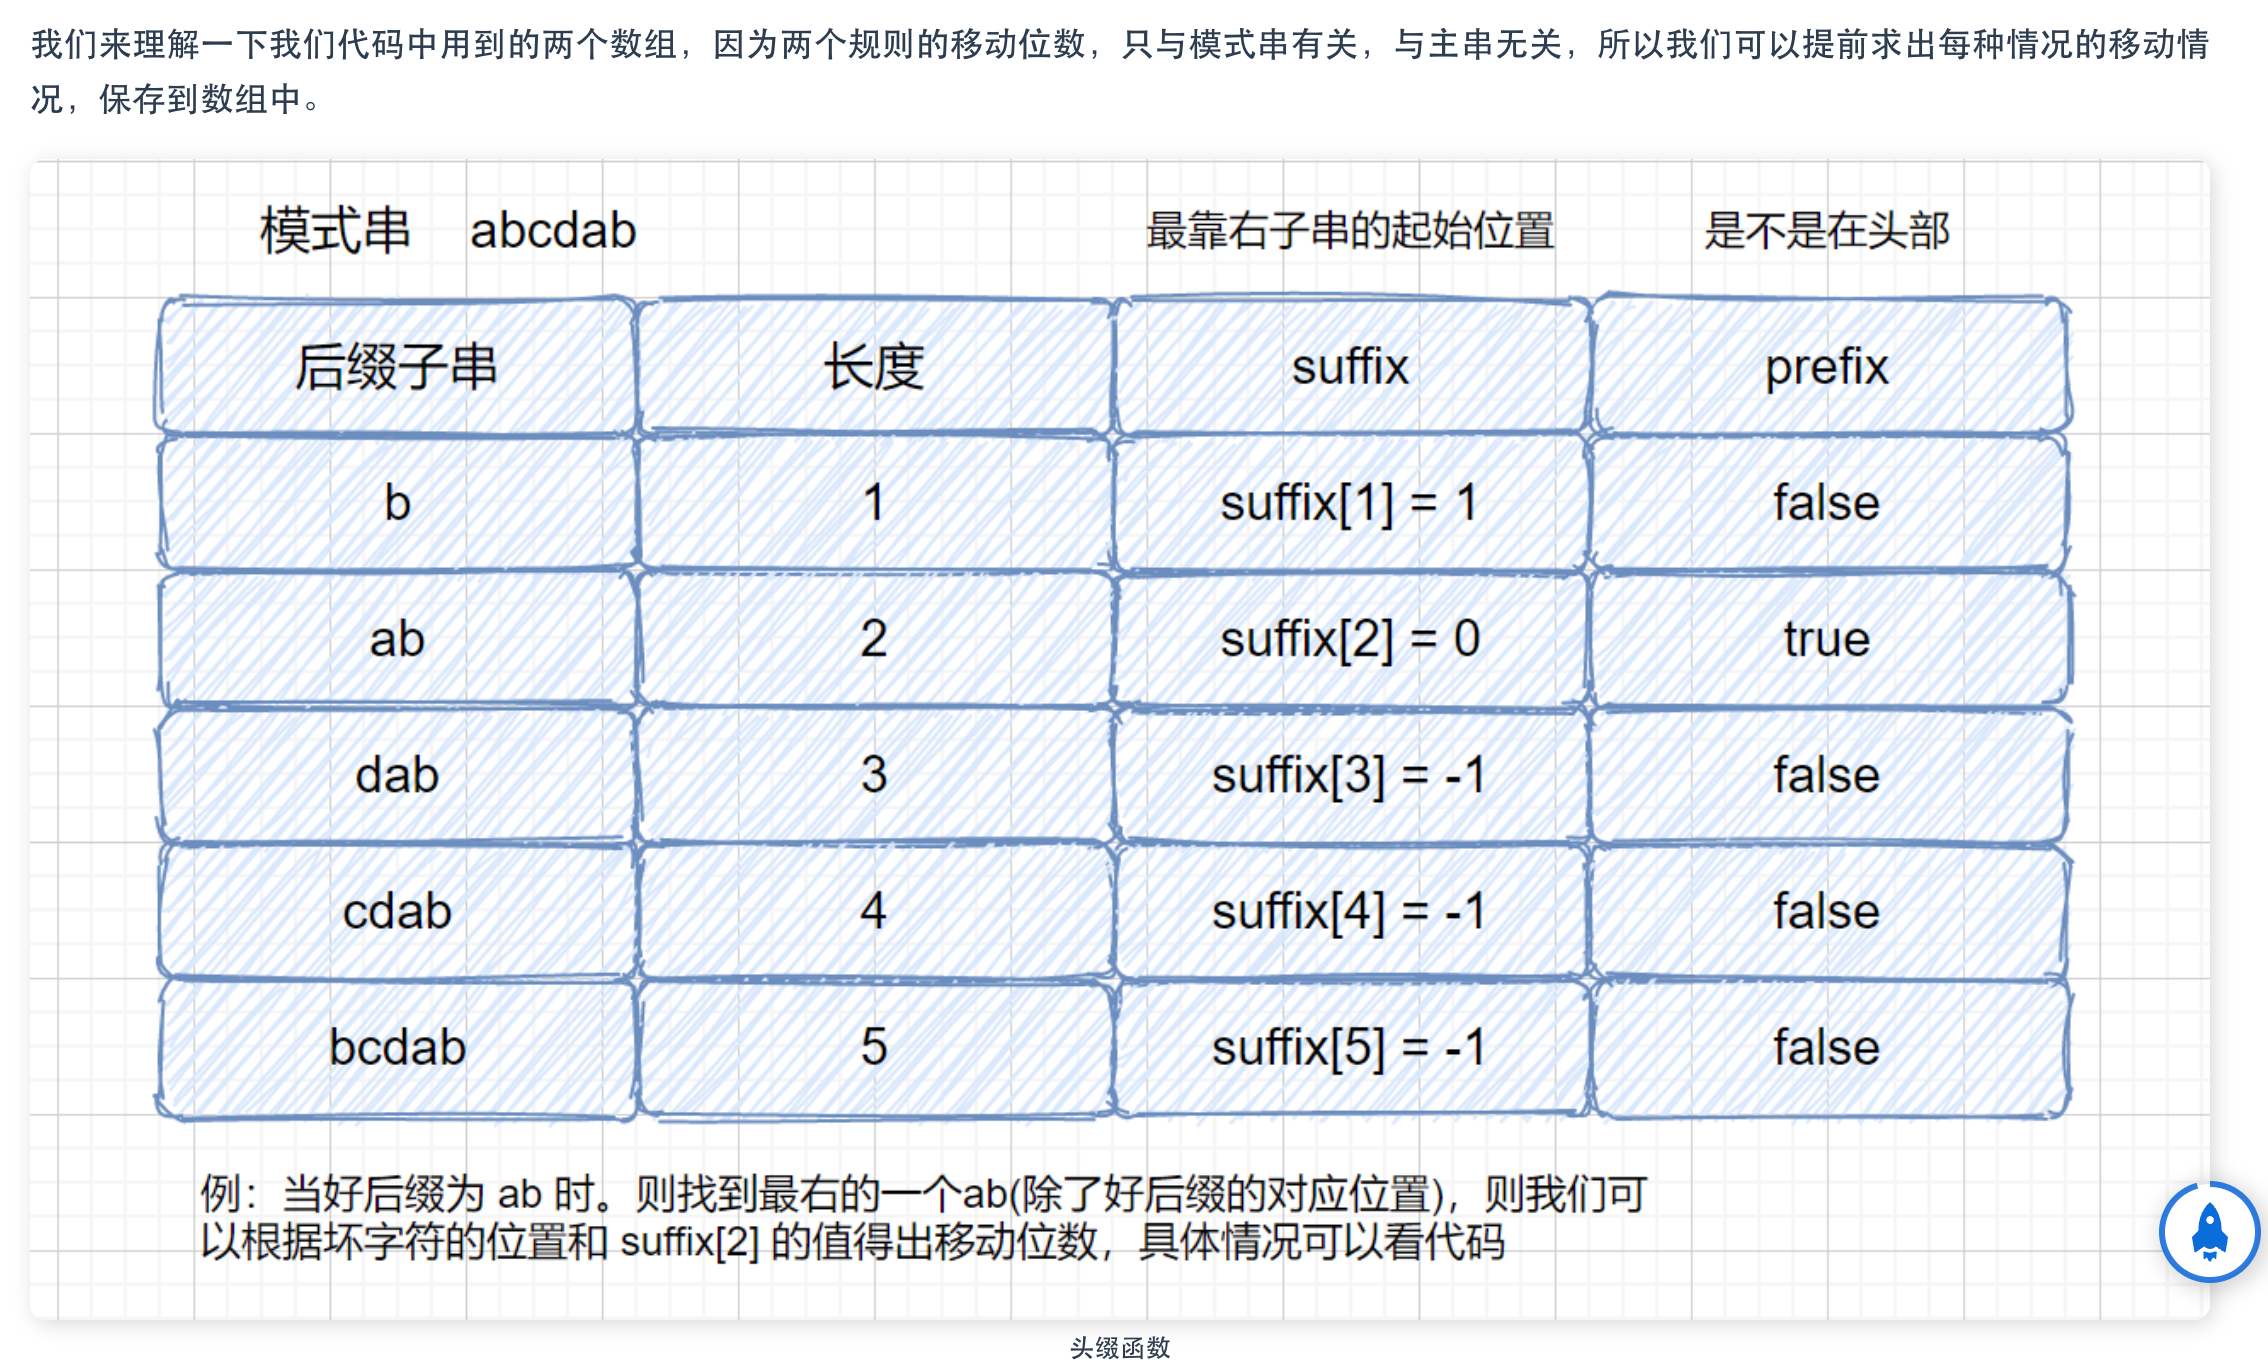 我们来理解一下我们代码中用到的两个数组，因为两个规则的移动位数，只与模式串有关，与主串无关，所以我们可以提前求出每种情况的移动情
况，保存到数组中。
模式串 abcdab 最靠右子串的起始位置 是不是在头部
后缀子串 长度 suffix prefix
b 1 suffix[1] = 1 false
ab 2 suffix[2] = 0 true
dab 3 suffix[3] = -1 false
cdab 4 suffix[4] = -1 false
bcdab 5 suffix[5] = -1 false
例：当好后缀为 ab 时。则找到最右的一个ab(除了好后缀的对应位置)，则我们可
以根据坏字符的位置和 suffix[2] 的值得出移动位数，具体情况可以看代码
头缀函数